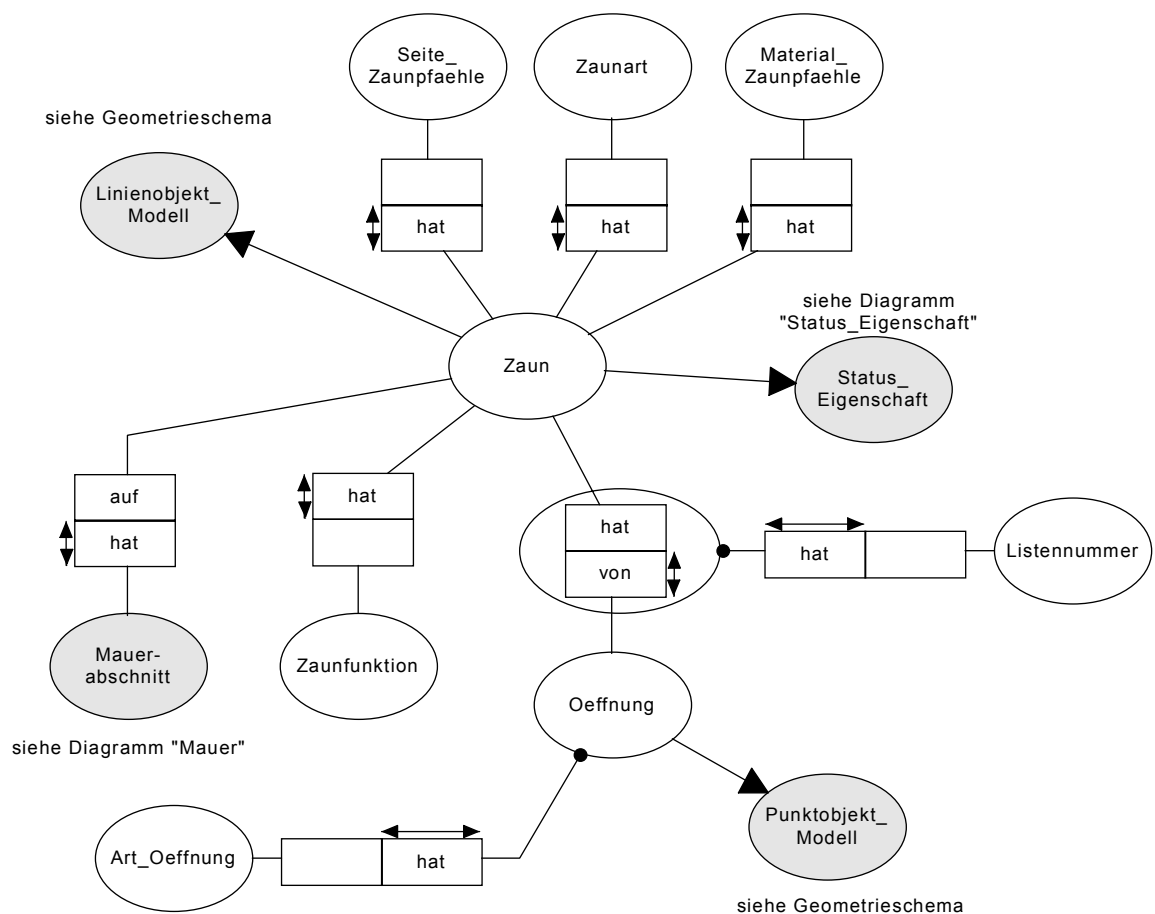 Seite_
Zaunpfaehle
Zaunart
Material_
Zaunpfaehle
siehe Geometrieschema
Linienobjekt_
Modell
hat
hat
hat
siehe Diagramm
"Status_Eigenschaft"
Zaun
Status_
Eigenschaft
auf
hat
hat
hat
von
hat
Listennummer
Mauer-
abschnitt
Zaunfunktion
Oeffnung
siehe Diagramm "Mauer"
Punktobjekt_
Modell
Art_Oeffnung
hat
siehe Geometrieschema